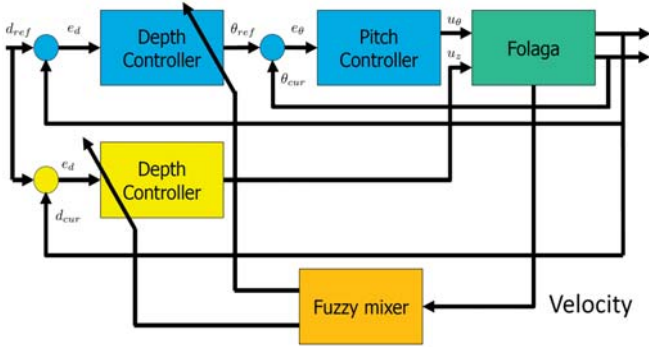 d_ref
e_d
Depth
Controller
θ_ref
e_θ
θ_cur
Pitch
Controller
u_θ
u_z
Folaga
e_d
d_cur
Depth
Controller
Fuzzy mixer
Velocity